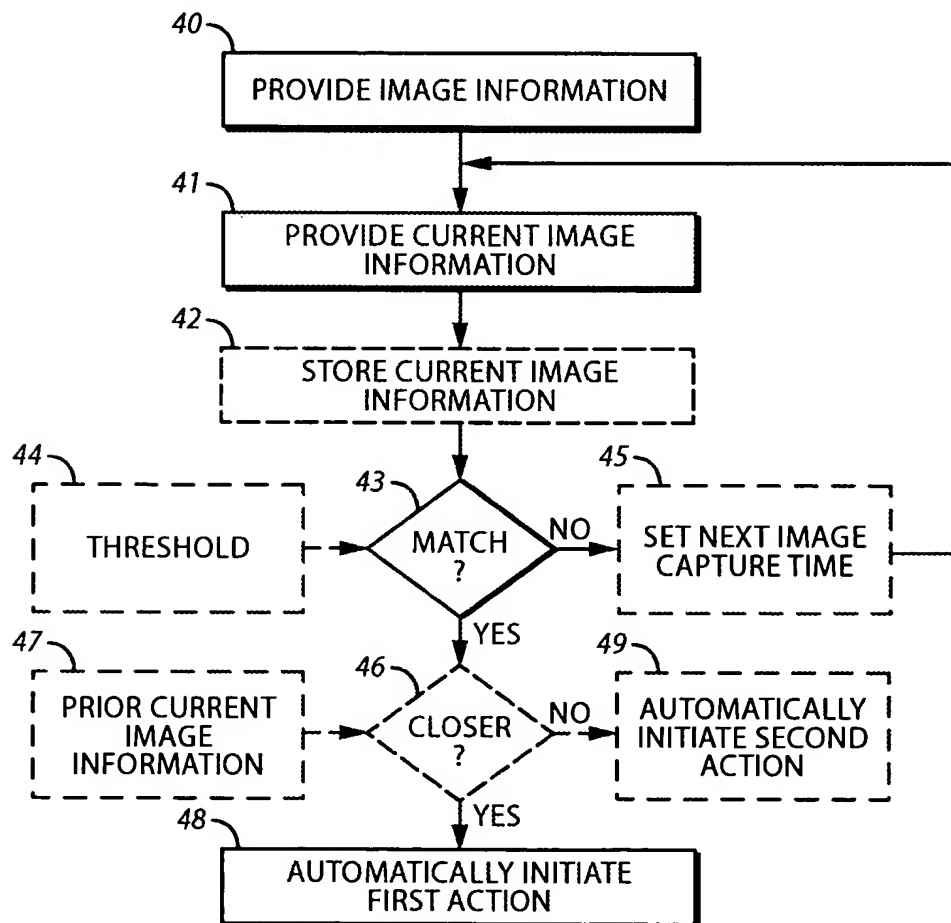 40
PROVIDE IMAGE INFORMATION
41
PROVIDE CURRENT IMAGE
INFORMATION
42
STORE CURRENT IMAGE
INFORMATION
44
THRESHOLD
43
MATCH
?
NO
45
SET NEXT IMAGE
CAPTURE TIME
YES
47
PRIOR CURRENT
IMAGE
INFORMATION
46
CLOSER
?
NO
49
AUTOMATICALLY
INITIATE SECOND
ACTION
YES
48
AUTOMATICALLY INITIATE
FIRST ACTION